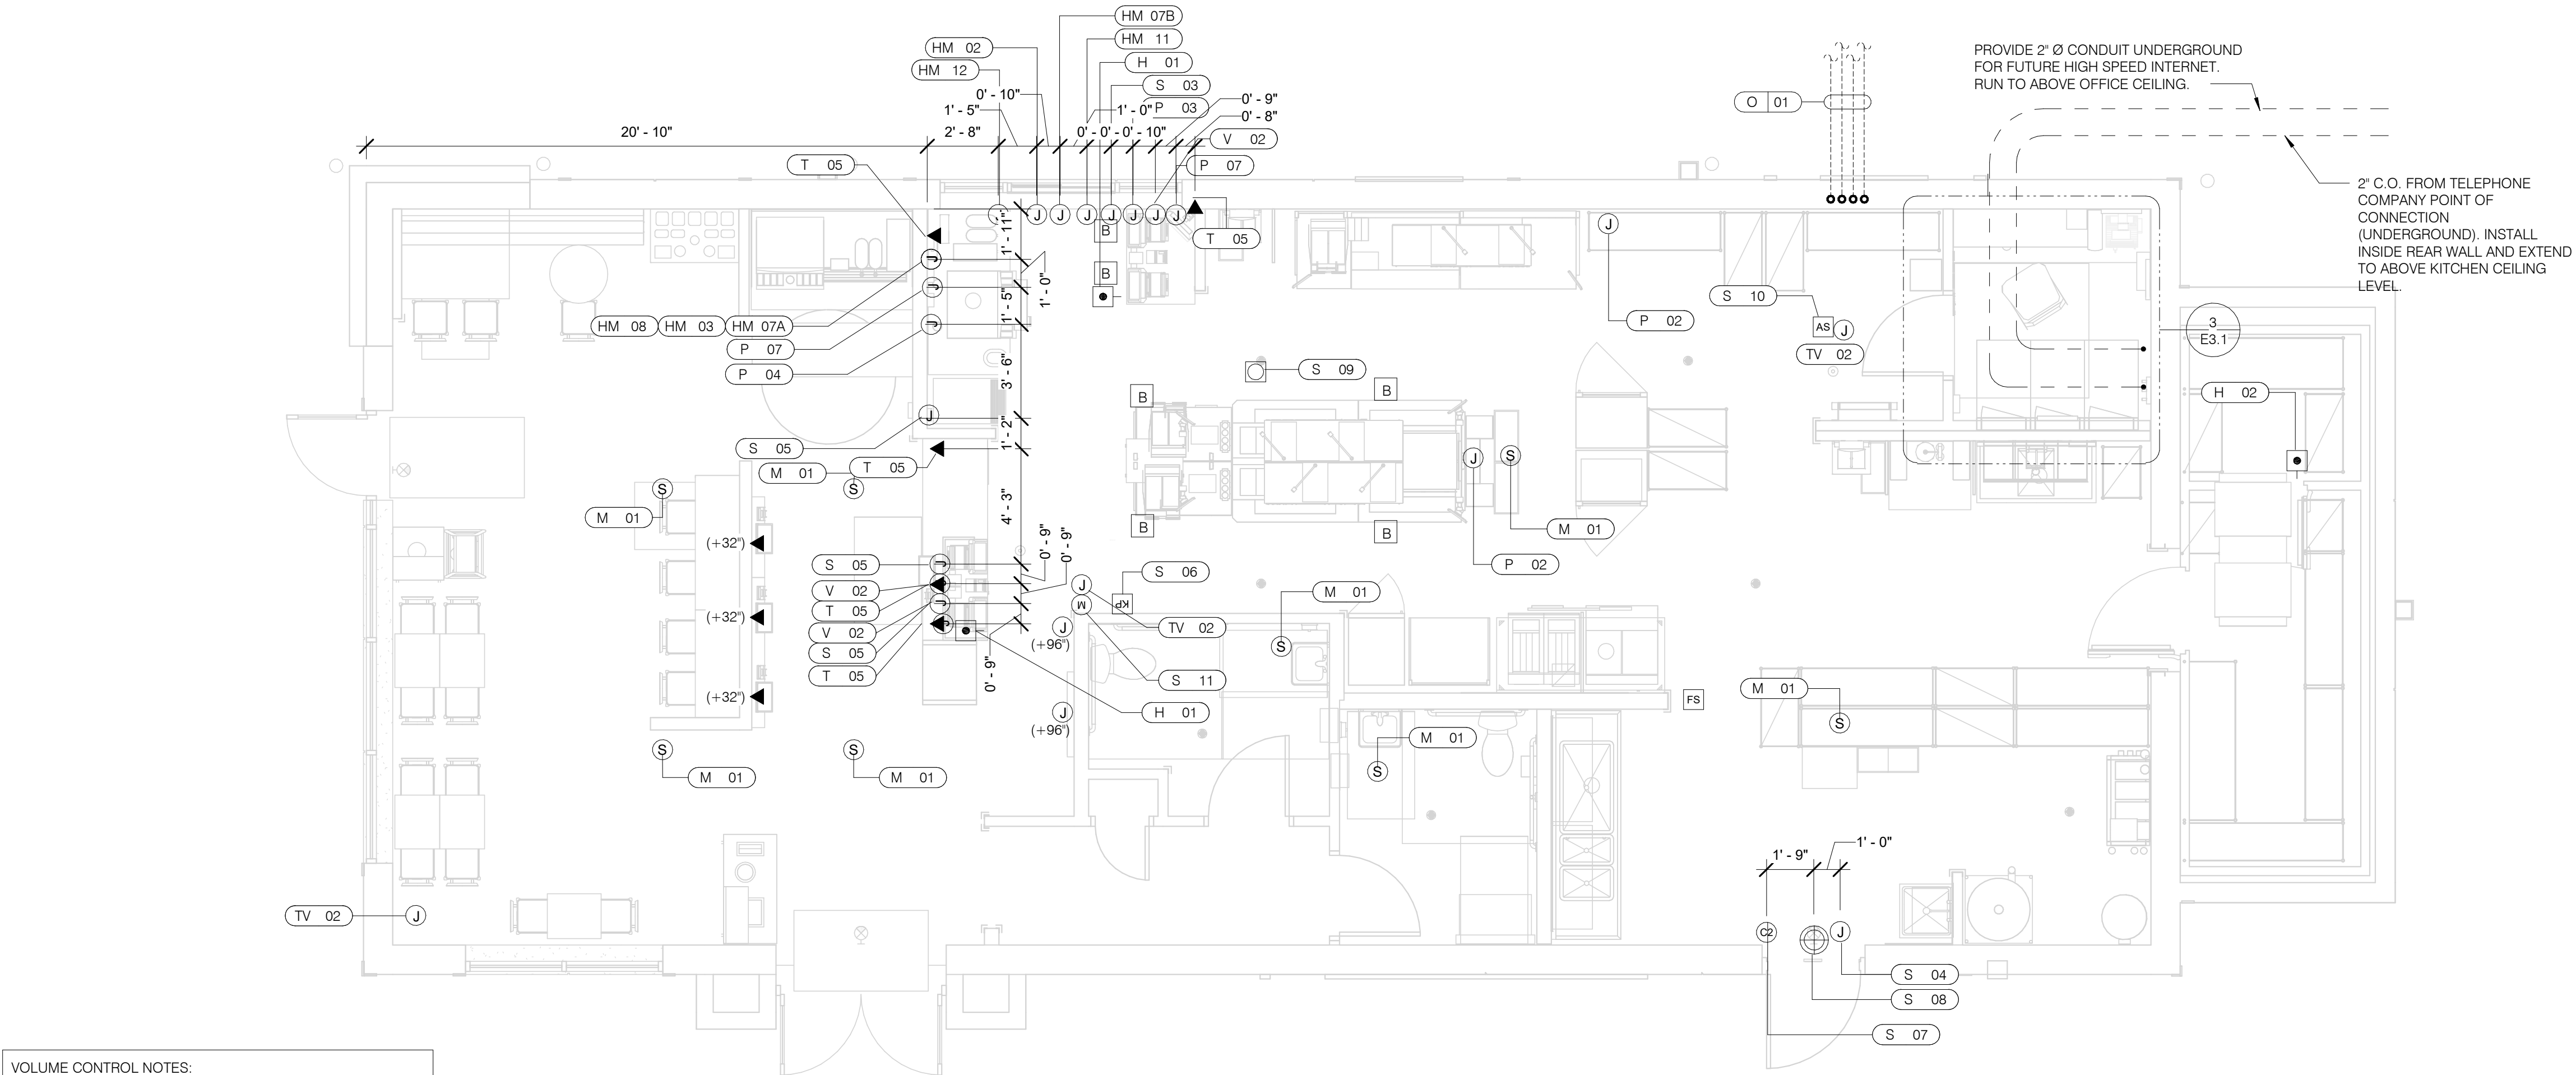 HM 07B
HM 02
HM 11
HM 12
H 01
S 03
P 03
0' - 10"
1' - 5"
1' - 0"
0' - 9"
0' - 8"
20' - 10"
2' - 8"
0' - 0' - 0' - 10"
V 02
P 07
T 05
T 05
O 01
PROVIDE 2" Ø CONDUIT UNDERGROUND
FOR FUTURE HIGH SPEED INTERNET.
RUN TO ABOVE OFFICE CEILING.
2" C.O. FROM TELEPHONE
COMPANY POINT OF
CONNECTION
(UNDERGROUND). INSTALL
INSIDE REAR WALL AND EXTEND
TO ABOVE KITCHEN CEILING
LEVEL.
J J J J J J J J
J
B
B
1' - 11"
1' - 0"
1' - 5"
3' - 6"
1' - 2"
4' - 3"
0' - 9"
0' - 9"
0' - 9"
J
J
J
J
HM 08 HM 03 HM 07A
P 07
P 04
S 05
M 01
T 05
S
S 09
B B
B B
P 02
S 10
AS J
TV 02
3
E3.1
H 02
J S
M 01
P 02
S
M 01
(+32")
(+32")
(+32")
S 05
V 02
T 05
V 02
S 05
T 05
J
J
J
J
M
KP
S 06
J
(+96")
TV 02
S 11
H 01
J
(+96")
M 01
S
M 01
S
FS
M 01
S
S
M 01
S
M 01
TV 02 J
1' - 9"
1' - 0"
C2
J
S 04
S 08
S 07
VOLUME CONTROL NOTES: